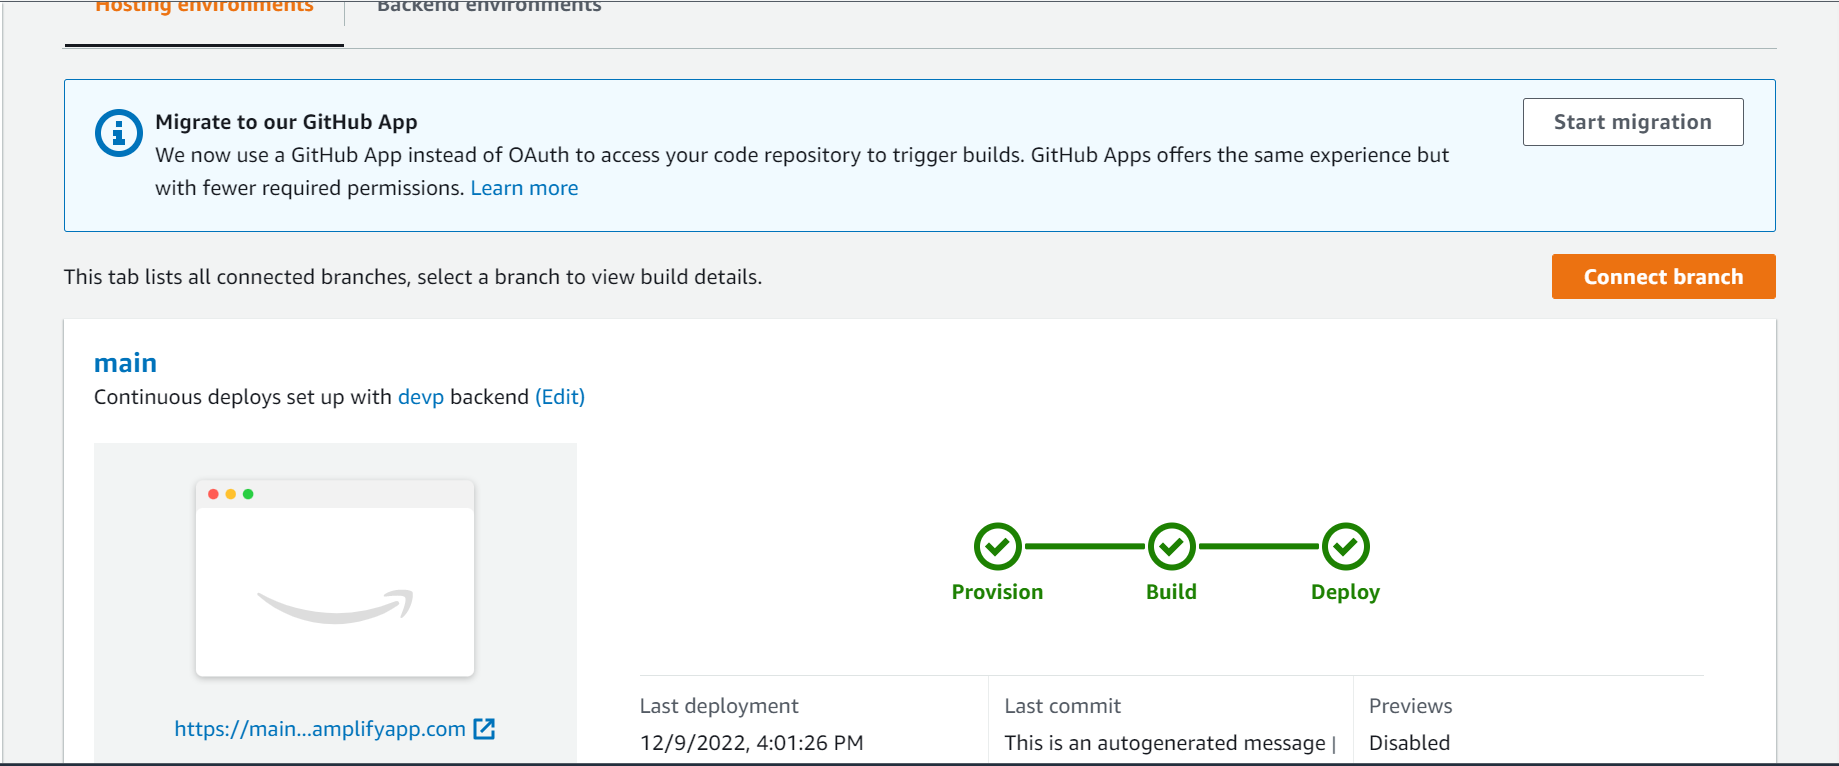 Hosting environments
Backend environments
Migrate to our GitHub App
Start migration
We now use a GitHub App instead of OAuth to access your code repository to trigger builds. GitHub Apps offers the same experience but
with fewer required permissions. Learn more
This tab lists all connected branches, select a branch to view build details.
Connect branch
main
Continuous deploys set up with devp backend (Edit)
Provision
Build
Deploy
https://main...amplifyapp.com
Last deployment
12/9/2022, 4:01:26 PM
Last commit
This is an autogenerated message |
Previews
Disabled